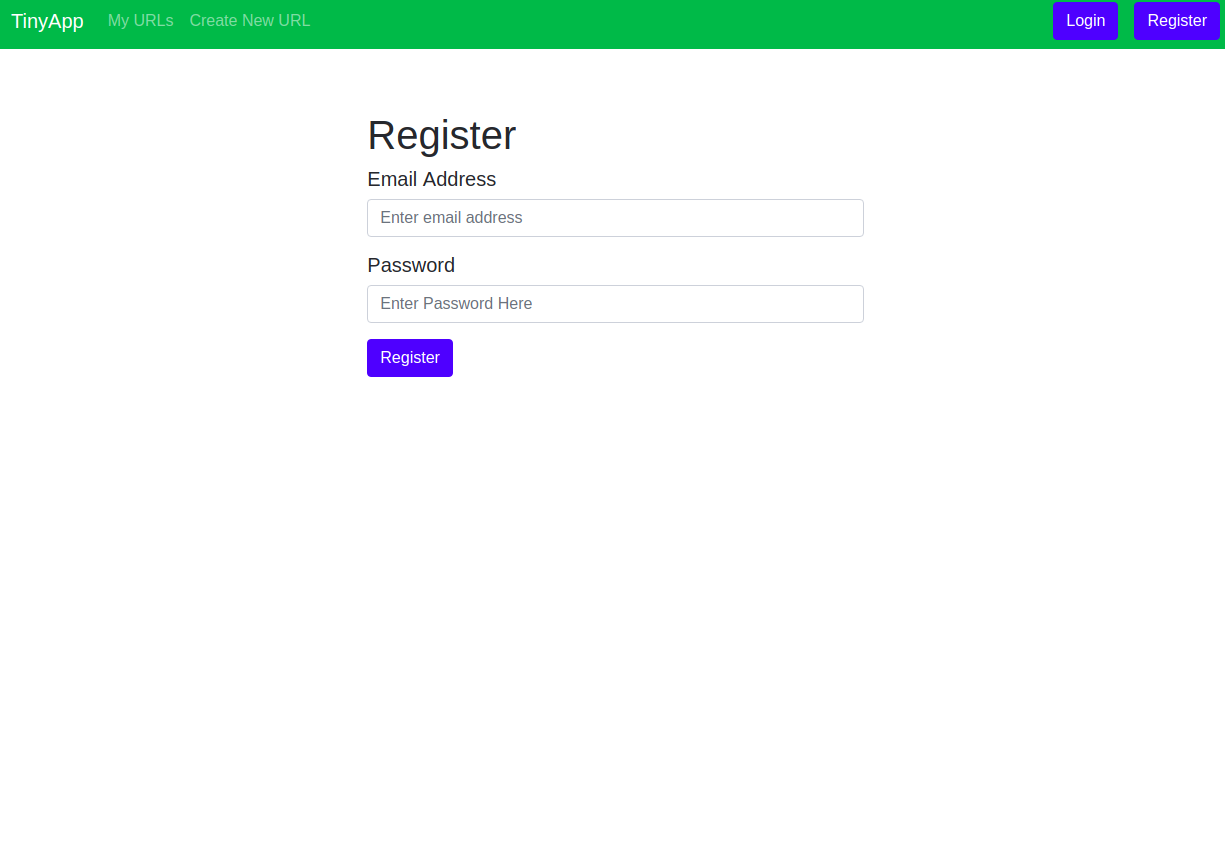 TinyApp My URLs Create New URL Login Register
Register
Email Address
Enter email address
Password
Enter Password Here
Register